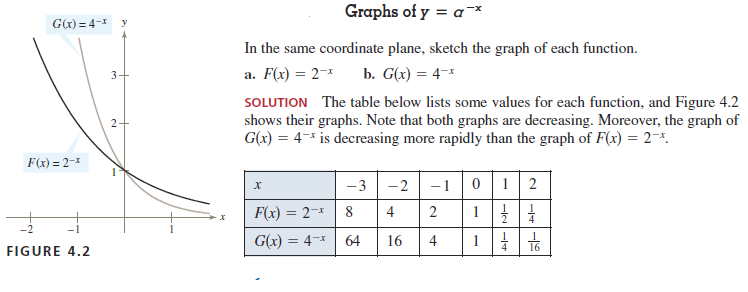 Graphs of y = a⁻ˣ
In the same coordinate plane, sketch the graph of each function.
a. F(x) = 2⁻ˣ b. G(x) = 4⁻ˣ
SOLUTION The table below lists some values for each function, and Figure 4.2
shows their graphs. Note that both graphs are decreasing. Moreover, the graph of
G(x) = 4⁻ˣ is decreasing more rapidly than the graph of F(x) = 2⁻ˣ.
x −3 −2 −1 0 1 2
F(x) = 2⁻ˣ 8 4 2 1 1/2 1/4
G(x) = 4⁻ˣ 64 16 4 1 1/4 1/16
G(x) = 4⁻ˣ y
3
2
F(x) = 2⁻ˣ
1
x
−2 −1 1
FIGURE 4.2